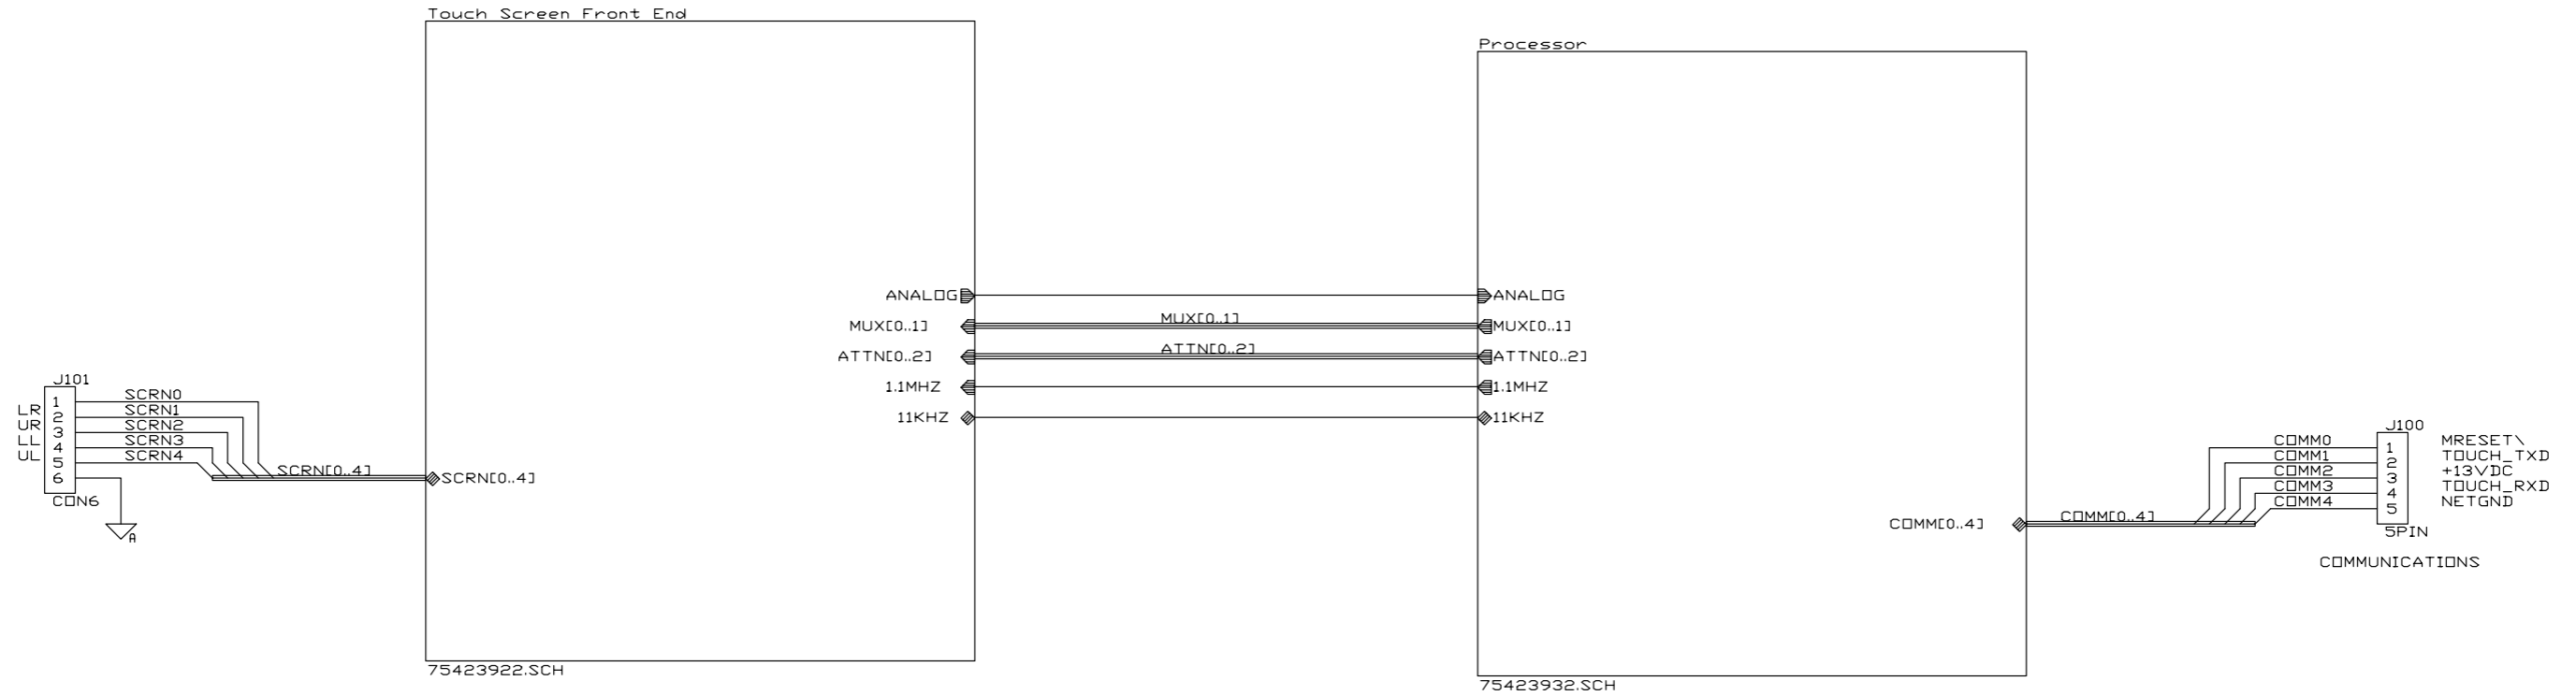 Touch Screen Front End
Processor
ANALOG
ANALOG
MUX[0..1]
MUX[0..1]
MUX[0..1]
ATTN[0..2]
ATTN[0..2]
ATTN[0..2]
1.1MHZ
1.1MHZ
11KHZ
11KHZ
J101
1 SCRN0
LR 2 SCRN1
UR 3 SCRN2
LL 4 SCRN3
UL 5 SCRN4
6
CON6
A
SCRN[0..4]
SCRN[0..4]
J100
COMM0 1 MRESET\
COMM1 2 TOUCH_TXD
COMM2 3 +13VDC
COMM3 4 TOUCH_RXD
COMM4 5 NETGND
COMM[0..4]
COMM[0..4]
5PIN
COMMUNICATIONS
75423922.SCH
75423932.SCH